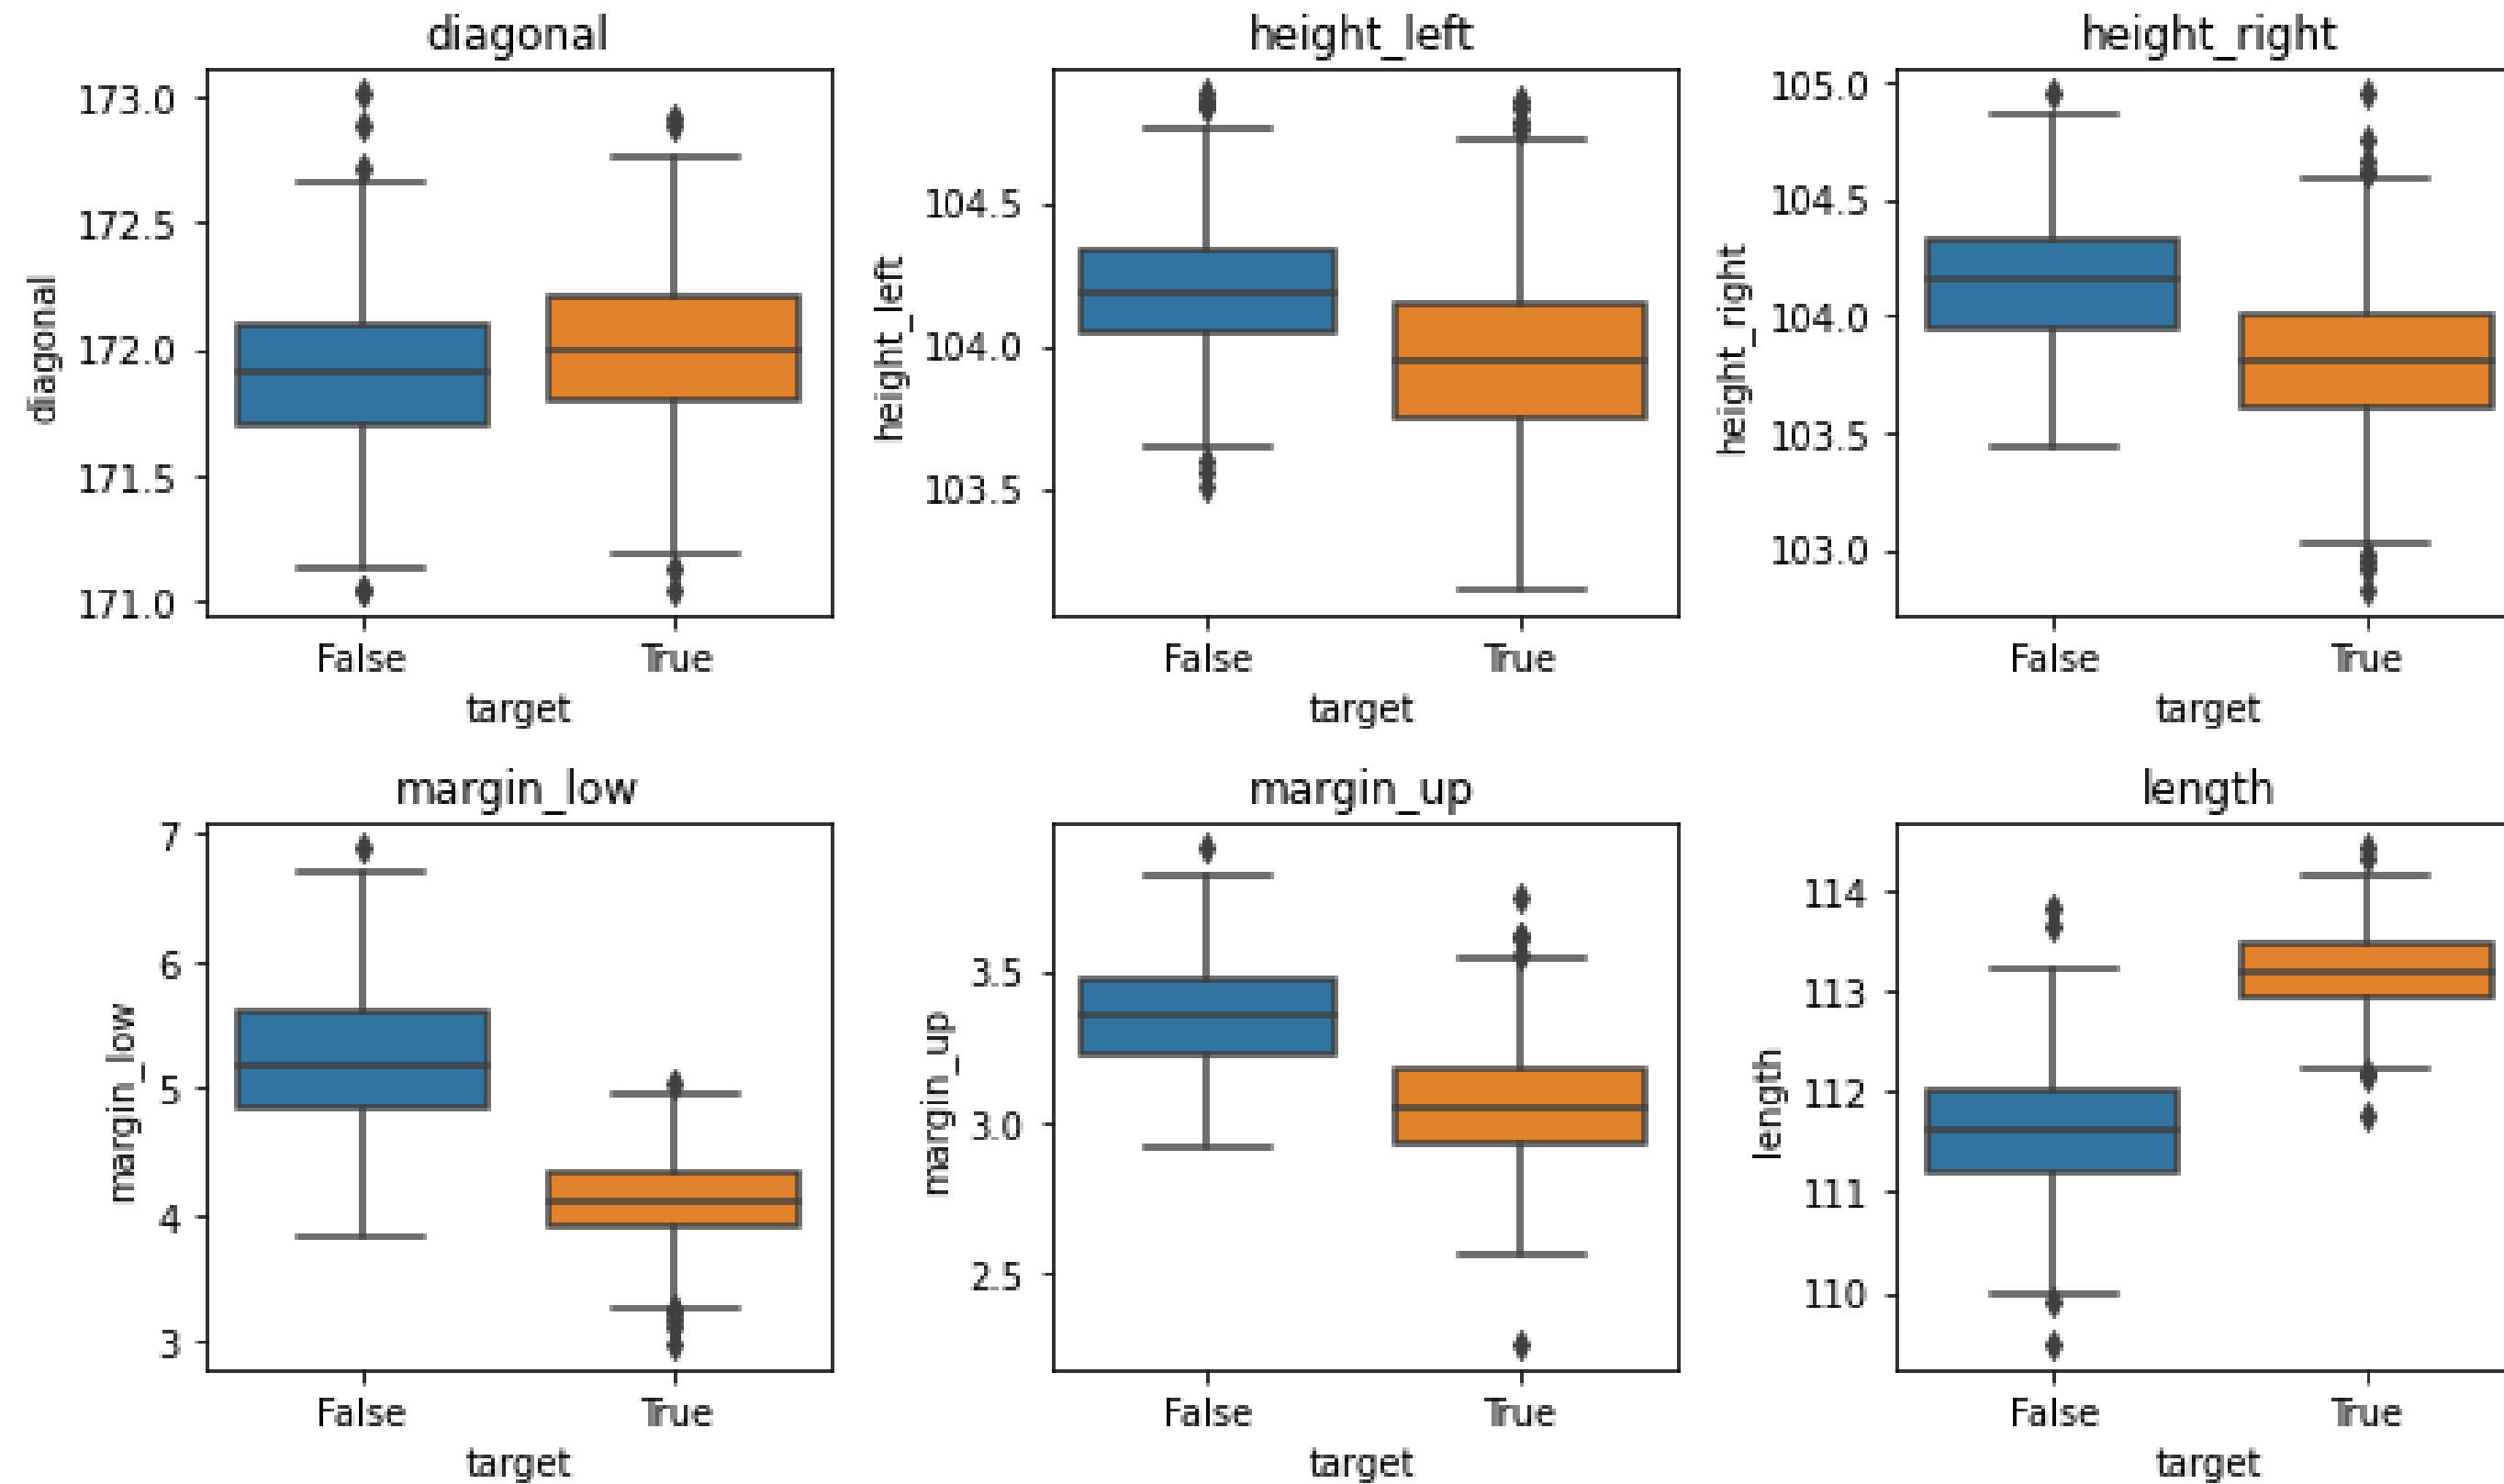 diagonal
173.0
172.5
172.0
171.5
171.0
diagonal
False True
target
height_left
104.5
104.0
103.5
height_left
False True
target
height_right
105.0
104.5
104.0
103.5
103.0
height_right
False True
target
margin_low
7
6
5
4
3
margin_low
False True
target
margin_up
3.5
3.0
2.5
margin_up
False True
target
length
114
113
112
111
110
length
False True
target